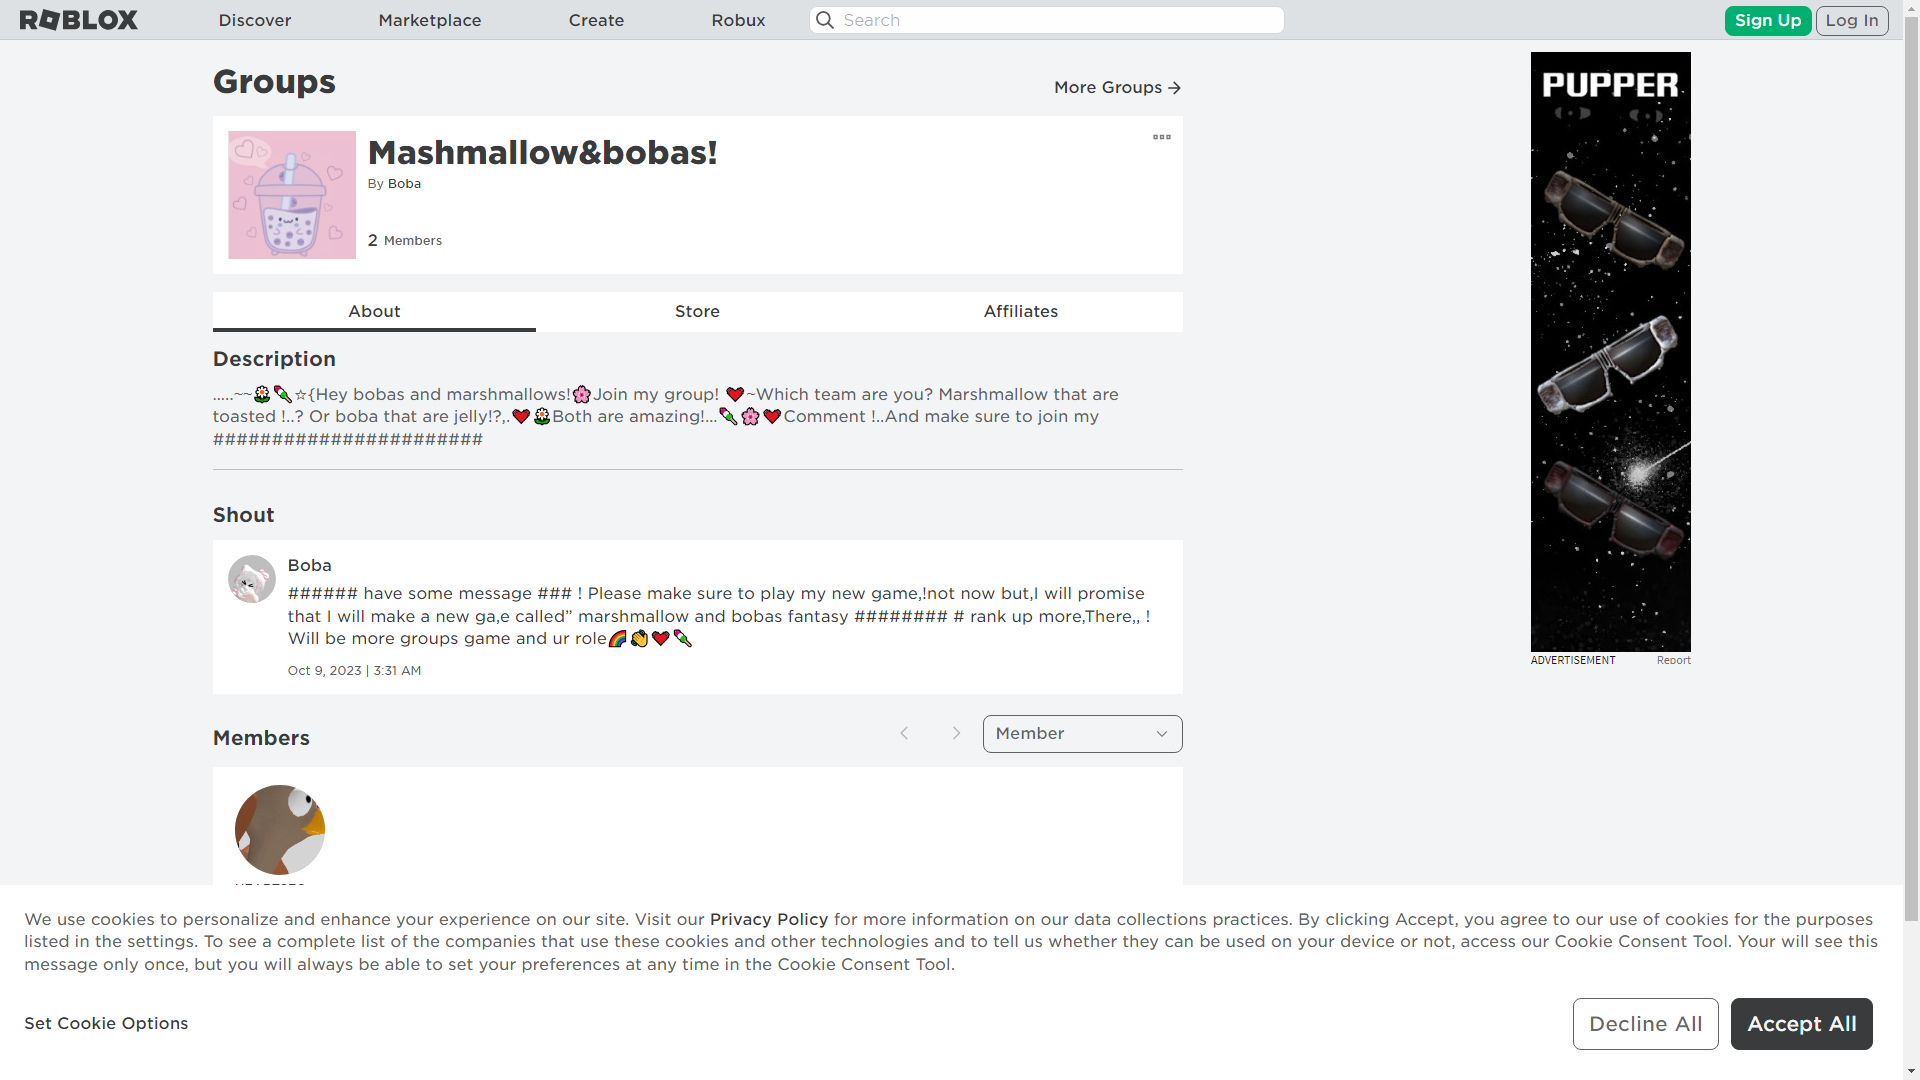 ROBLOX
Discover
Marketplace
Create
Robux
Search
Sign Up
Log In
Groups
More Groups
Mashmallow&bobas!
By Boba
2 Members
About
Store
Affiliates
Description
.....~~🌼🍡☆{Hey bobas and marshmallows!🌸Join my group! ❤️~Which team are you? Marshmallow that are
toasted !..? Or boba that are jelly!?,.❤️🌼Both are amazing!...🍡🌸❤️Comment !..And make sure to join my
#######################
Shout
Boba
###### have some message ### ! Please make sure to play my new game,!not now but,I will promise
that I will make a new ga,e called” marshmallow and bobas fantasy ######## # rank up more,There,, !
Will be more groups game and ur role🌈👏❤️🍡
Oct 9, 2023 | 3:31 AM
Members
Member
PUPPER
ADVERTISEMENT
Report
We use cookies to personalize and enhance your experience on our site. Visit our Privacy Policy for more information on our data collections practices. By clicking Accept, you agree to our use of cookies for the purposes
listed in the settings. To see a complete list of the companies that use these cookies and other technologies and to tell us whether they can be used on your device or not, access our Cookie Consent Tool. Your will see this
message only once, but you will always be able to set your preferences at any time in the Cookie Consent Tool.
Set Cookie Options
Decline All
Accept All